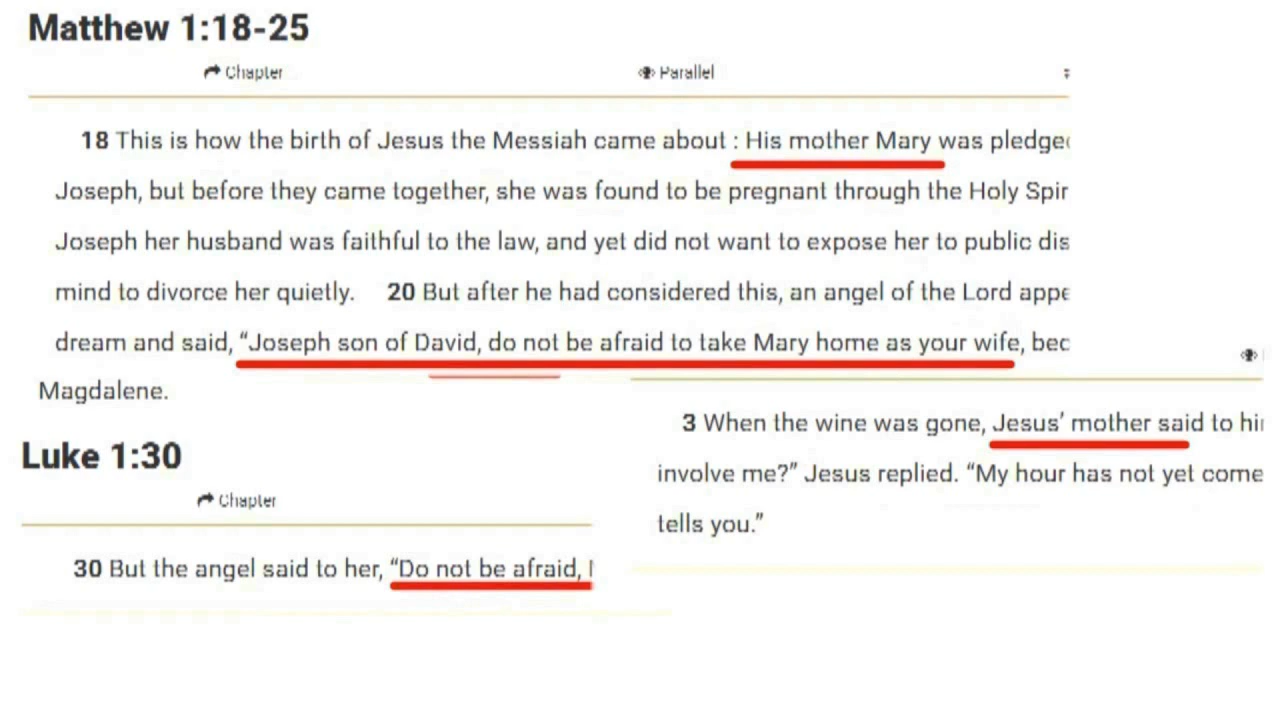 Matthew 1:18-25
Chapter
Parallel
18 This is how the birth of Jesus the Messiah came about : His mother Mary was pledged
Joseph, but before they came together, she was found to be pregnant through the Holy Spir
Joseph her husband was faithful to the law, and yet did not want to expose her to public dis
mind to divorce her quietly. 20 But after he had considered this, an angel of the Lord appe
dream and said, “Joseph son of David, do not be afraid to take Mary home as your wife, bec
Magdalene.
Luke 1:30
Chapter
30 But the angel said to her, “Do not be afraid,
3 When the wine was gone, Jesus’ mother said to hi
involve me?” Jesus replied. “My hour has not yet come
tells you.”